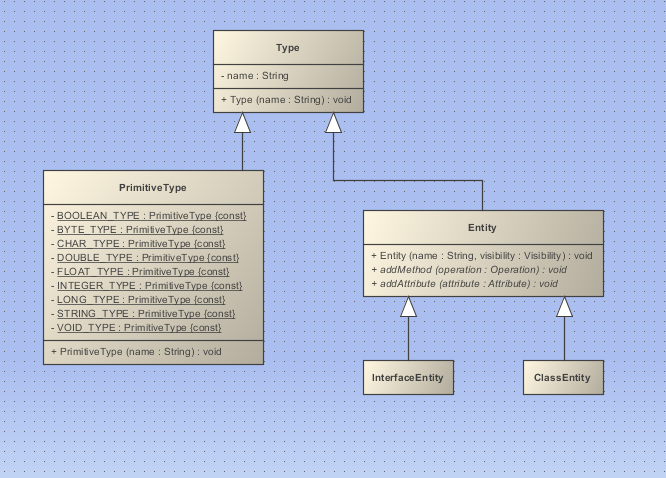 Type
- name : String
+ Type (name : String) : void
PrimitiveType
- BOOLEAN_TYPE : PrimitiveType {const}
- BYTE_TYPE : PrimitiveType {const}
- CHAR_TYPE : PrimitiveType {const}
- DOUBLE_TYPE : PrimitiveType {const}
- FLOAT_TYPE : PrimitiveType {const}
- INTEGER_TYPE : PrimitiveType {const}
- LONG_TYPE : PrimitiveType {const}
- STRING_TYPE : PrimitiveType {const}
- VOID_TYPE : PrimitiveType {const}
+ PrimitiveType (name : String) : void
Entity
+ Entity (name : String, visibility : Visibility) : void
+ addMethod (operation : Operation) : void
+ addAttribute (attribute : Attribute) : void
InterfaceEntity
ClassEntity